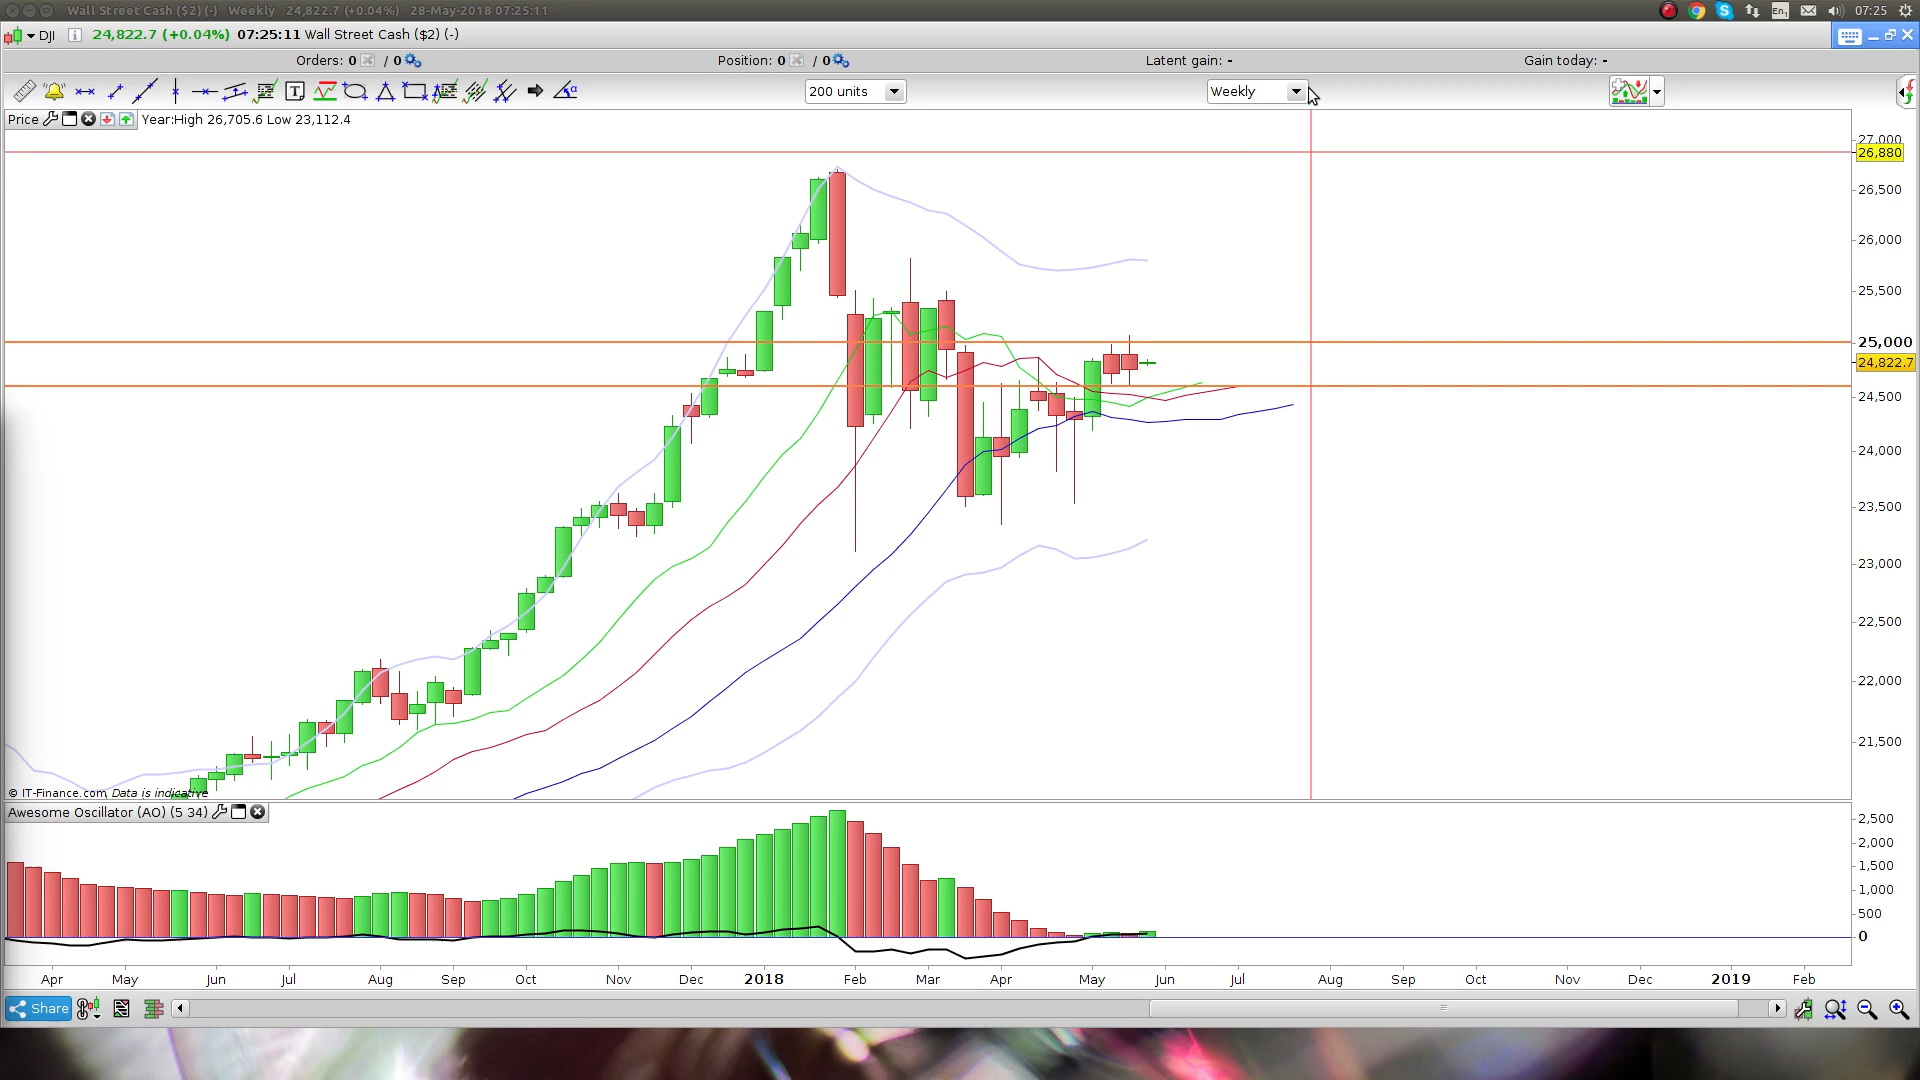 Wall Street Cash ($2) (-)   Weekly   24,822.7 (+0.04%)   28-May-2018 07:25:11
En1   07:25
DJI   i   24,822.7 (+0.04%)   07:25:11 Wall Street Cash ($2) (-)
Orders: 0 / 0   Position: 0 / 0   Latent gain: -   Gain today: -
T   200 units   Weekly
Price   Year:High 26,705.6 Low 23,112.4
27,000
26,880
26,500
26,000
25,500
25,000
24,822.7
24,500
24,000
23,500
23,000
22,500
22,000
21,500
© IT-Finance.com  Data is indicative
Awesome Oscillator (AO) (5 34)
2,500
2,000
1,500
1,000
500
0
Apr May Jun Jul Aug Sep Oct Nov Dec 2018 Feb Mar Apr May Jun Jul Aug Sep Oct Nov Dec 2019 Feb
Share